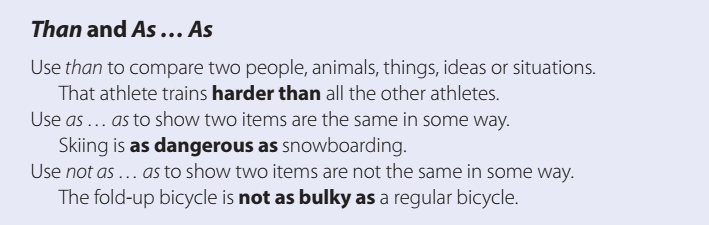 Than and As … As
Use than to compare two people, animals, things, ideas or situations.
That athlete trains harder than all the other athletes.
Use as … as to show two items are the same in some way.
Skiing is as dangerous as snowboarding.
Use not as … as to show two items are not the same in some way.
The fold-up bicycle is not as bulky as a regular bicycle.